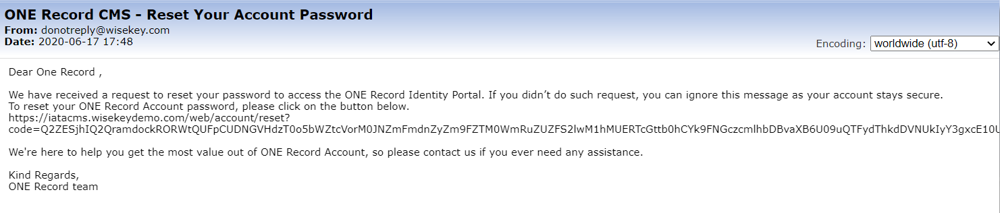 ONE Record CMS - Reset Your Account Password
From: donotreply@wisekey.com
Date: 2020-06-17 17:48
Encoding: worldwide (utf-8)
Dear One Record ,
We have received a request to reset your password to access the ONE Record Identity Portal. If you didn’t do such request, you can ignore this message as your account stays secure.
To reset your ONE Record Account password, please click on the button below.
https://iatacms.wisekeydemo.com/web/account/reset?
We're here to help you get the most value out of ONE Record Account, so please contact us if you ever need any assistance.
Kind Regards,
ONE Record team